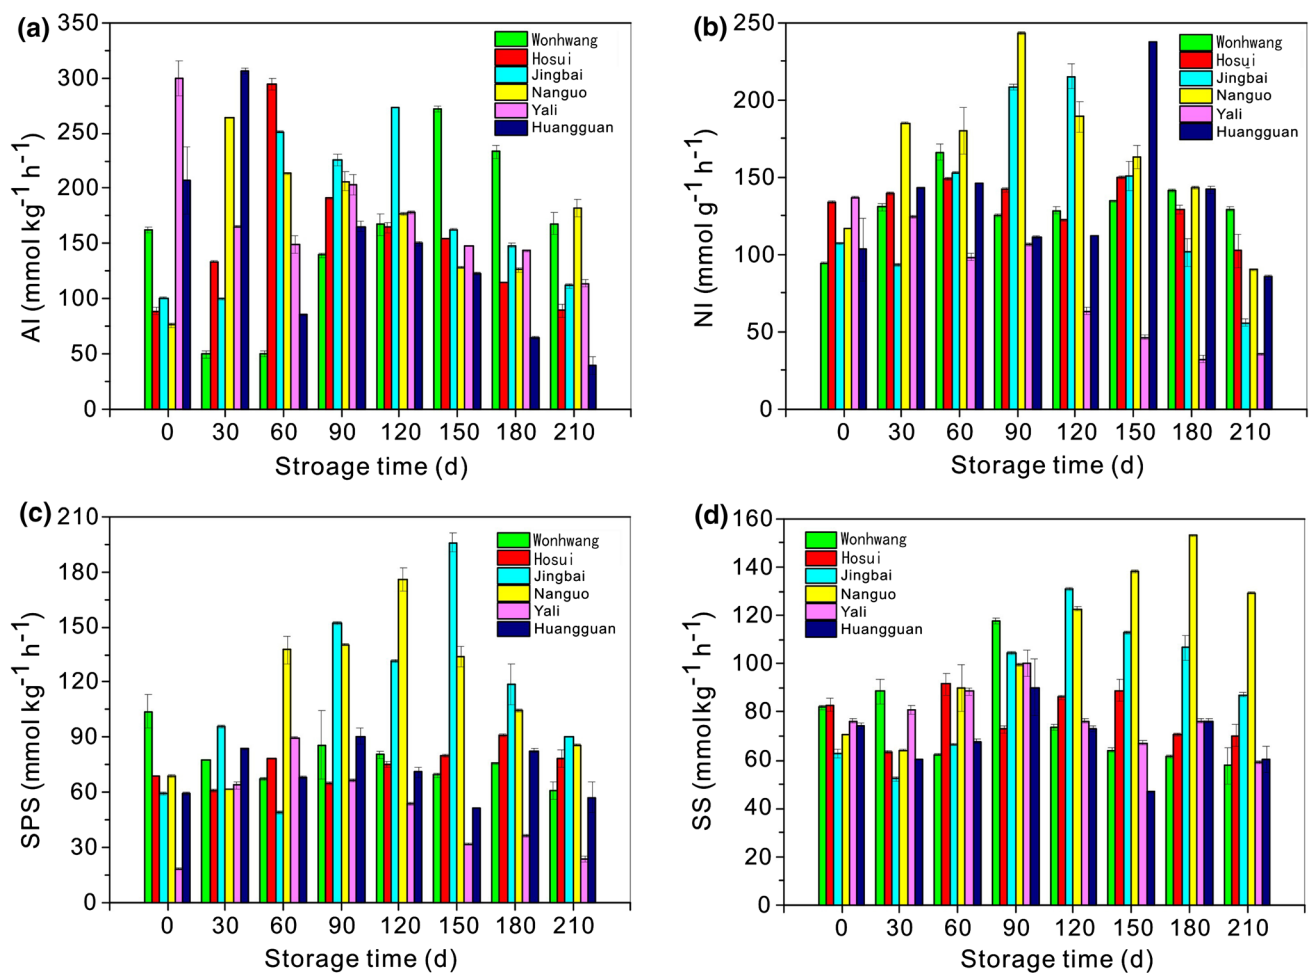 (a)
AI (mmol kg⁻¹ h⁻¹)
350
300
250
200
150
100
50
0
Wonhwang
Hosui
Jingbai
Nanguo
Yali
Huangguan
0 30 60 90 120 150 180 210
Stroage time (d)
(b)
NI (mmol g⁻¹ h⁻¹)
250
200
150
100
50
0
Wonhwang
Hosui
Jingbai
Nanguo
Yali
Huangguan
0 30 60 90 120 150 180 210
Storage time (d)
(c)
SPS (mmol kg⁻¹ h⁻¹)
210
180
150
120
90
60
30
0
Wonhwang
Hosui
Jingbai
Nanguo
Yali
Huangguan
0 30 60 90 120 150 180 210
Storage time (d)
(d)
SS (mmolkg⁻¹ h⁻¹)
160
140
120
100
80
60
40
20
0
Wonhwang
Hosui
Jingbai
Nanguo
Yali
Huangguan
0 30 60 90 120 150 180 210
Storage time (d)